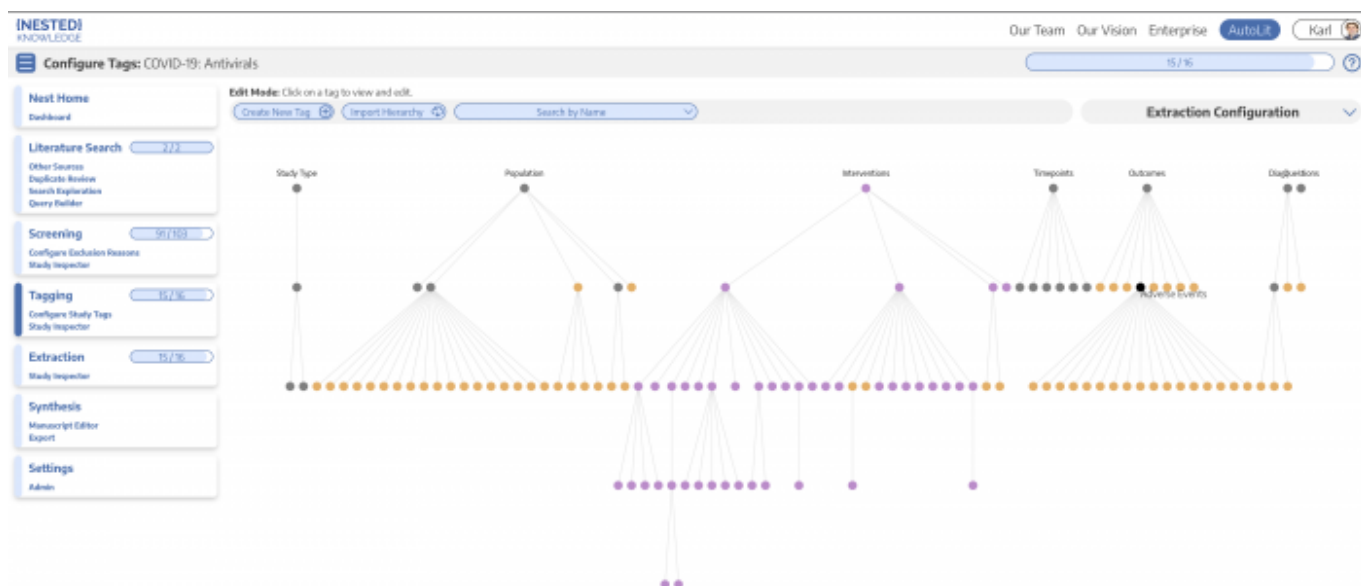 {NESTED}
KNOWLEDGE
Our Team Our Vision Enterprise AutoLit Karl
Configure Tags: COVID-19: Antivirals
15/16
Nest Home
Dashboard
Literature Search 2/2
Other Sources
Duplicate Review
Search Exploration
Query Builder
Screening 91/103
Configure Exclusion Reasons
Study Inspector
Tagging 15/16
Configure Study Tags
Study Inspector
Extraction 15/16
Study Inspector
Synthesis
Manuscript Editor
Export
Settings
Admin
Edit Mode: Click on a tag to view and edit.
Create New Tag Import Hierarchy Search by Name
Extraction Configuration
Study Type Population Interventions Timepoints Outcomes
Adverse Events